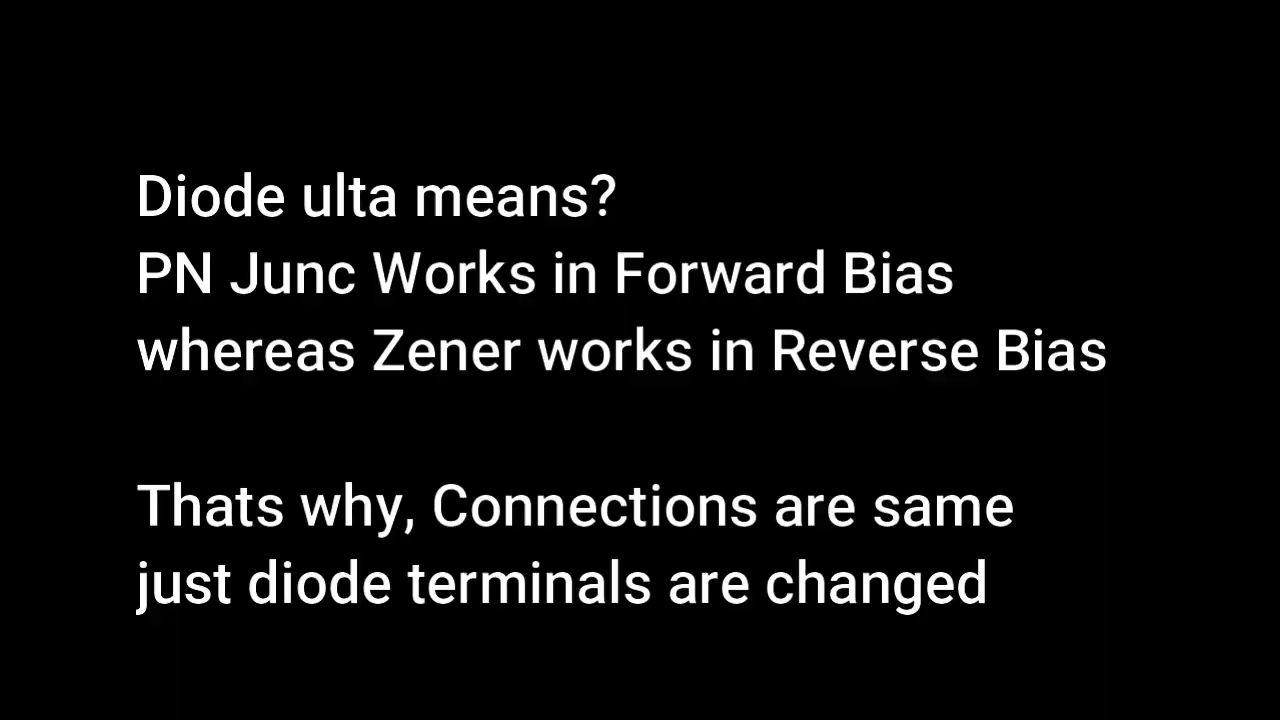 Diode ulta means?
PN Junc Works in Forward Bias
whereas Zener works in Reverse Bias
Thats why, Connections are same
just diode terminals are changed